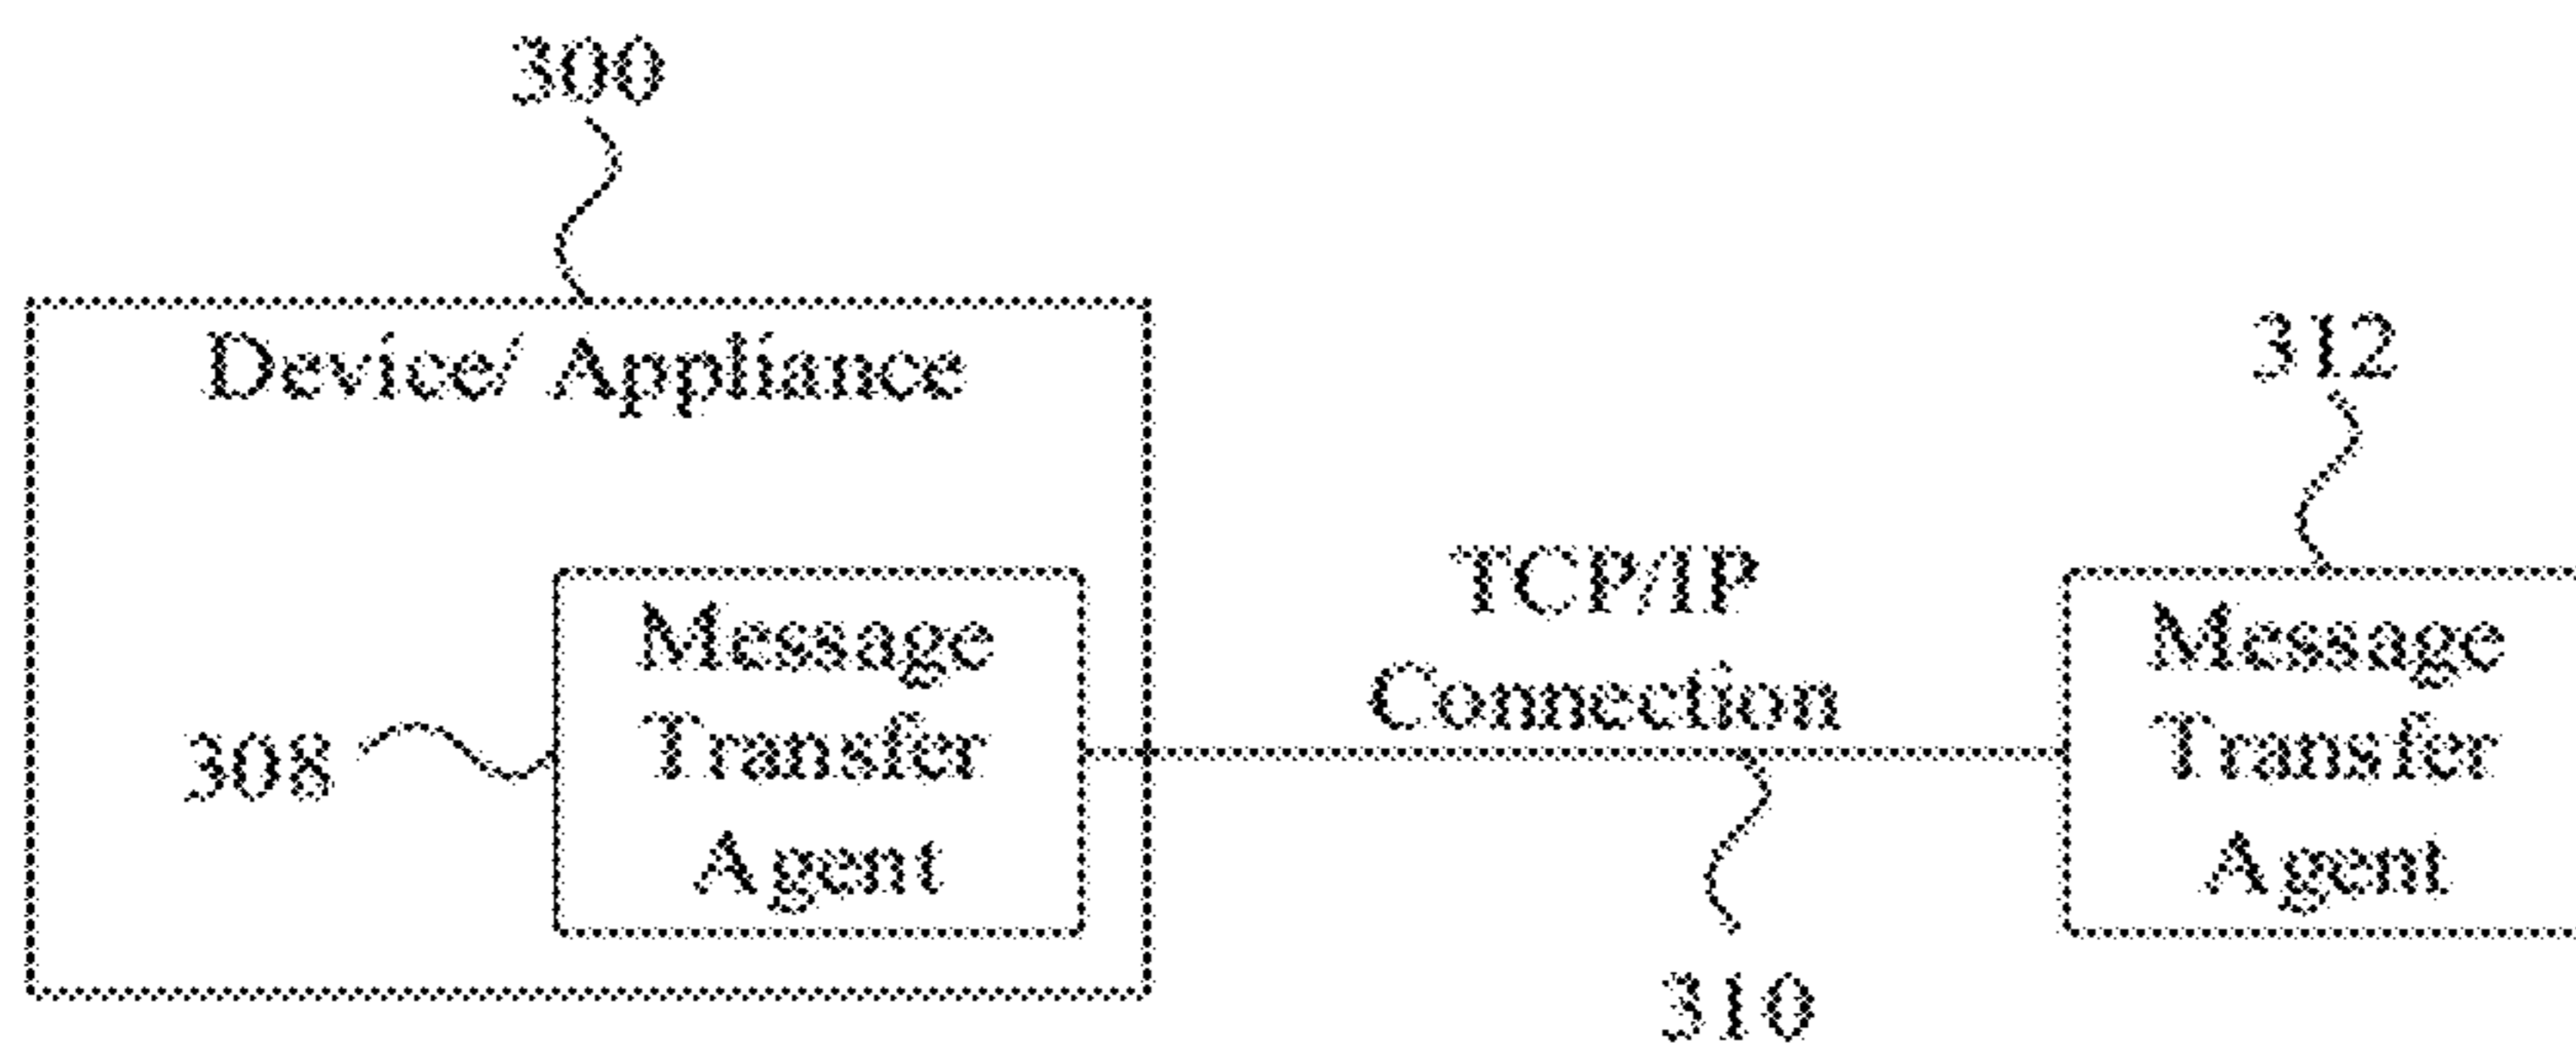 300
Device/ Appliance
312
TCP/IP
Connection
Message
Transfer
Agent
308
Message
Transfer
Agent
310